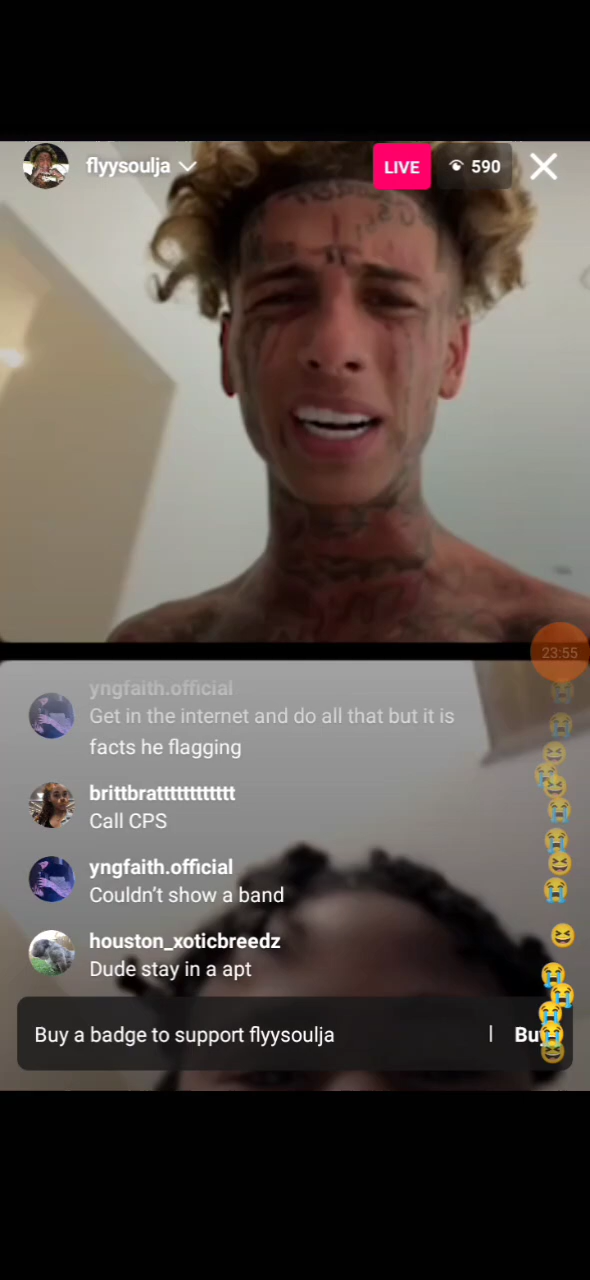 flyysoulja
LIVE
590
23:55
yngfaith.official
Get in the internet and do all that but it is
facts he flagging
brittbratttttttttttt
Call CPS
yngfaith.official
Couldn't show a band
houston_xoticbreedz
Dude stay in a apt
Buy a badge to support flyysoulja